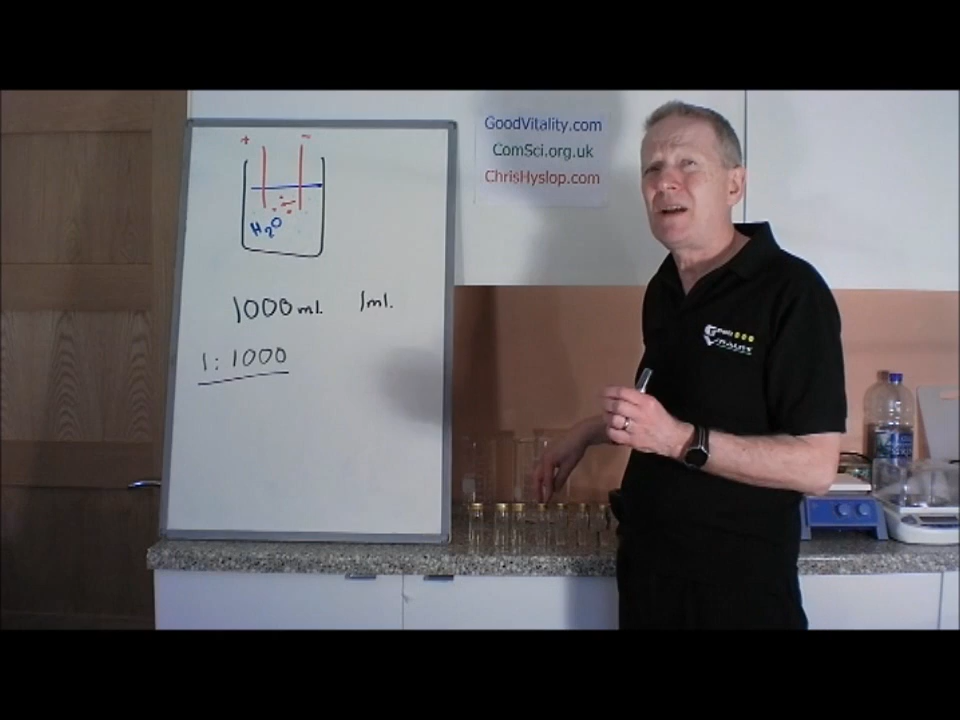 + -
H2O
1000ml. 1ml.
1:1000
GoodVitality.com
ComSci.org.uk
ChrisHyslop.com